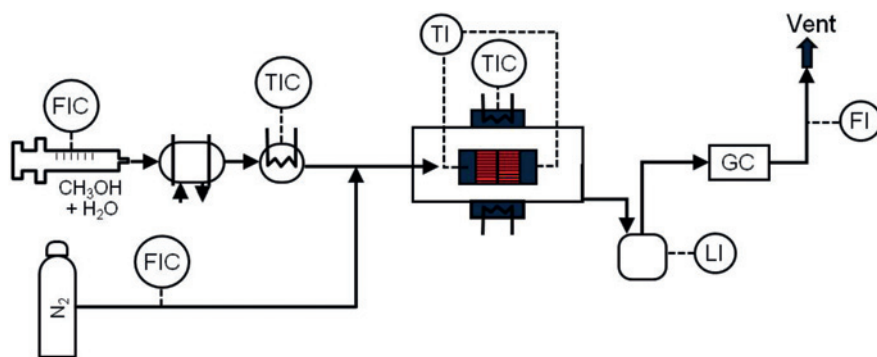 Vent
TI
TIC
TIC
FIC
FI
GC
CH₃OH
+ H₂O
LI
FIC
N₂